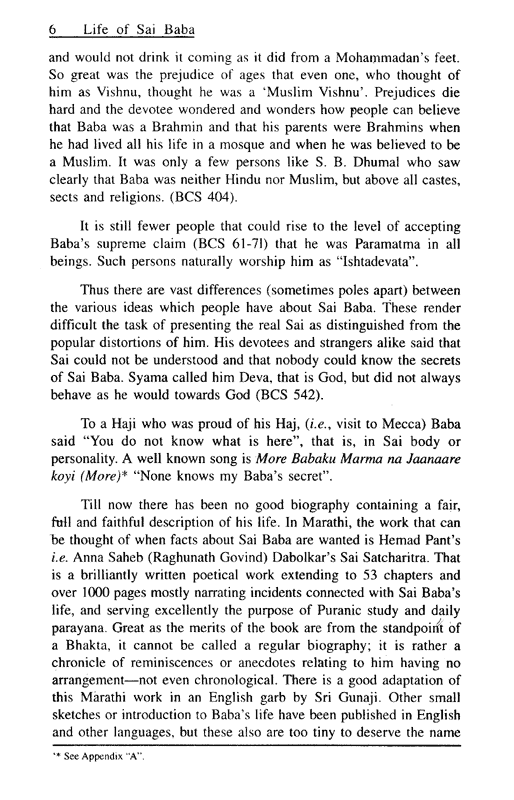 6 Life of Sai Baba
and would not drink it coming as it did from a Mohammadan's feet.
So great was the prejudice of ages that even one, who thought of
him as Vishnu, thought he was a ‘Muslim Vishnu’. Prejudices die
hard and the devotee wondered and wonders how people can believe
that Baba was a Brahmin and that his parents were Brahmins when
he had lived all his life in a mosque and when he was believed to be
a Muslim. It was only a few persons like S. B. Dhumal who saw
clearly that Baba was neither Hindu nor Muslim, but above all castes,
sects and religions. (BCS 404).
It is still fewer people that could rise to the level of accepting
Baba's supreme claim (BCS 61-71) that he was Paramatma in all
beings. Such persons naturally worship him as “Ishtadevata”.
Thus there are vast differences (sometimes poles apart) between
the various ideas which people have about Sai Baba. These render
difficult the task of presenting the real Sai as distinguished from the
popular distortions of him. His devotees and strangers alike said that
Sai could not be understood and that nobody could know the secrets
of Sai Baba. Syama called him Deva, that is God, but did not always
behave as he would towards God (BCS 542).
To a Haji who was proud of his Haj, (i.e., visit to Mecca) Baba
said “You do not know what is here”, that is, in Sai body or
personality. A well known song is More Babaku Marma na Jaanaare
koyi (More)* “None knows my Baba's secret”.
Till now there has been no good biography containing a fair,
full and faithful description of his life. In Marathi, the work that can
be thought of when facts about Sai Baba are wanted is Hemad Pant's
i.e. Anna Saheb (Raghunath Govind) Dabolkar's Sai Satcharitra. That
is a brilliantly written poetical work extending to 53 chapters and
over 1000 pages mostly narrating incidents connected with Sai Baba's
life, and serving excellently the purpose of Puranic study and daily
parayana. Great as the merits of the book are from the standpoint of
a Bhakta, it cannot be called a regular biography; it is rather a
chronicle of reminiscences or anecdotes relating to him having no
arrangement—not even chronological. There is a good adaptation of
this Marathi work in an English garb by Sri Gunaji. Other small
sketches or introduction to Baba's life have been published in English
and other languages, but these also are too tiny to deserve the name
* See Appendix “A”.